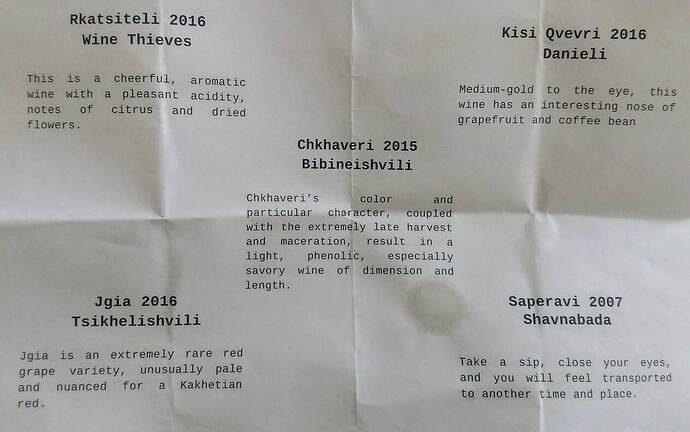 Rkatsiteli 2016
Wine Thieves
This is a cheerful, aromatic
wine with a pleasant acidity,
notes of citrus and dried
flowers.
Kisi Qvevri 2016
Danieli
Medium-gold to the eye, this
wine has an interesting nose of
grapefruit and coffee bean
Chkhaveri 2015
Bibineishvili
Chkhaveri's color and
particular character, coupled
with the extremely late harvest
and maceration, result in a
light, phenolic, especially
savory wine of dimension and
length.
Jgia 2016
Tsikhelishvili
Jgia is an extremely rare red
grape variety, unusually pale
and nuanced for a Kakhetian
red.
Saperavi 2007
Shavnabada
Take a sip, close your eyes,
and you will feel transported
to another time and place.